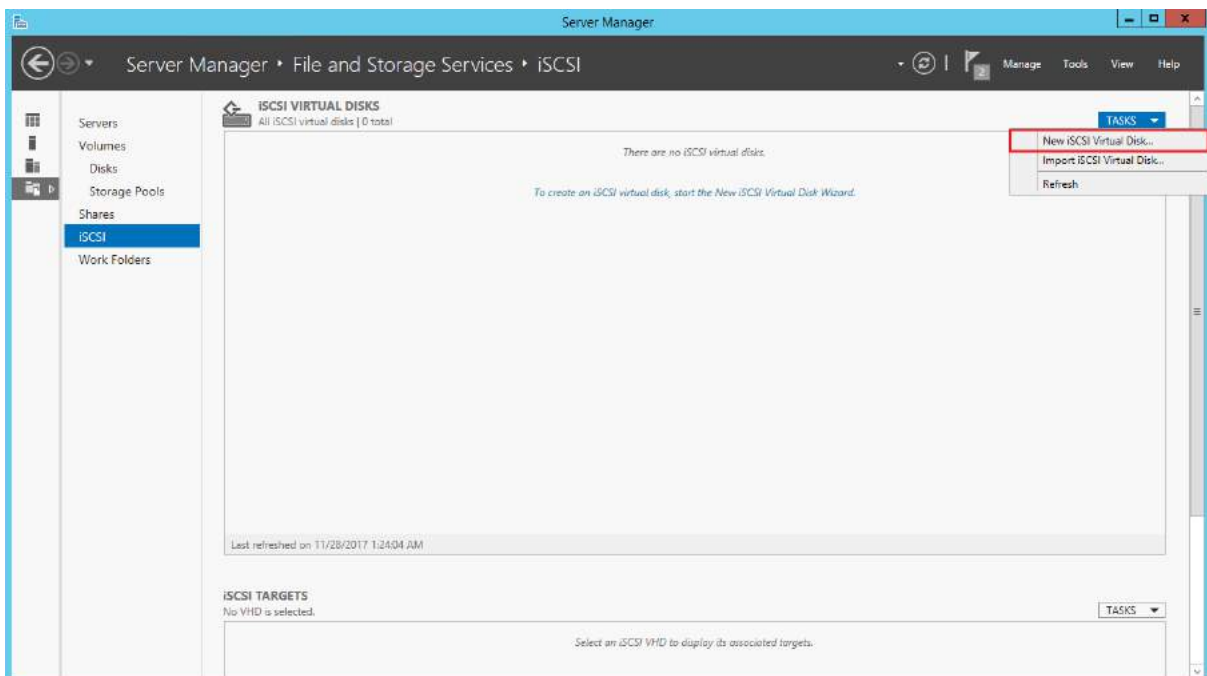 Server Manager
Server Manager • File and Storage Services • iSCSI
2
Manage Tools View Help
Servers
Volumes
Disks
Storage Pools
Shares
iSCSI
Work Folders
iSCSI VIRTUAL DISKS
All iSCSI virtual disks | 0 total
TASKS
New iSCSI Virtual Disk...
Import iSCSI Virtual Disk...
Refresh
There are no iSCSI virtual disks.
To create an iSCSI virtual disk, start the New iSCSI Virtual Disk Wizard.
Last refreshed on 11/28/2017 1:24:04 AM
iSCSI TARGETS
No VHD is selected.
TASKS
Select an iSCSI VHD to display its associated targets.